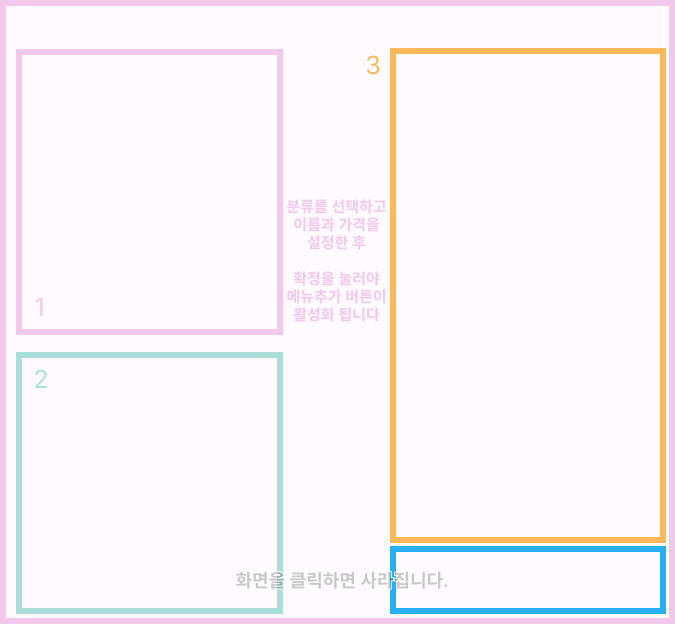 3
분류를 선택하고
이름과 가격을
설정한 후
확정을 눌러야
메뉴추가 버튼이
활성화 됩니다
1
2
화면을 클릭하면 사라집니다.